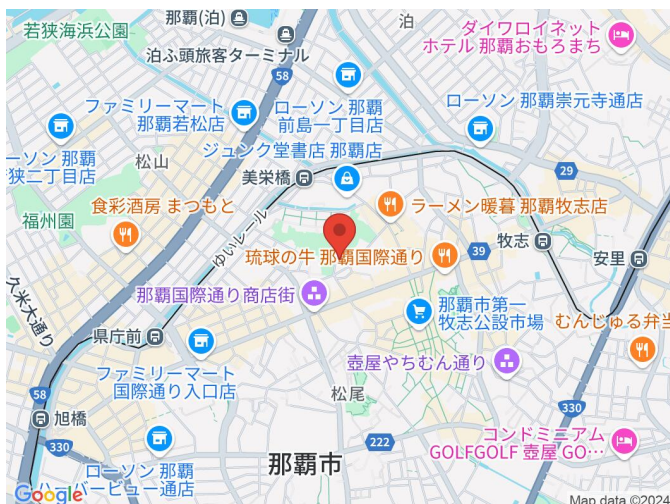 若狭海浜公園
那覇(泊)
泊
ダイワロイネット
ホテル 那覇おもろまち
泊ふ頭旅客ターミナル
58
ファミリーマート
那覇若松店
ローソン 那覇
前島一丁目店
ローソン 那覇崇元寺通店
ローソン 那覇
若狭二丁目店
松山
ジュンク堂書店 那覇店
29
美栄橋
福州園
食彩酒房 まつもと
ゆいレール
ラーメン暖暮 那覇牧志店
牧志
安里
39
琉球の牛 那覇国際通り
久米大通り
那覇国際通り商店街
那覇市第一
牧志公設市場
むんじゅる弁当
県庁前
壺屋やちむん通り
ファミリーマート
国際通り入口店
松尾
58
旭橋
330
330
222
コンドミニアム
GOLFGOLF 壺屋 GO…
ローソン 那覇
ハーバービュー通店
那覇市
Google
Map data ©2024